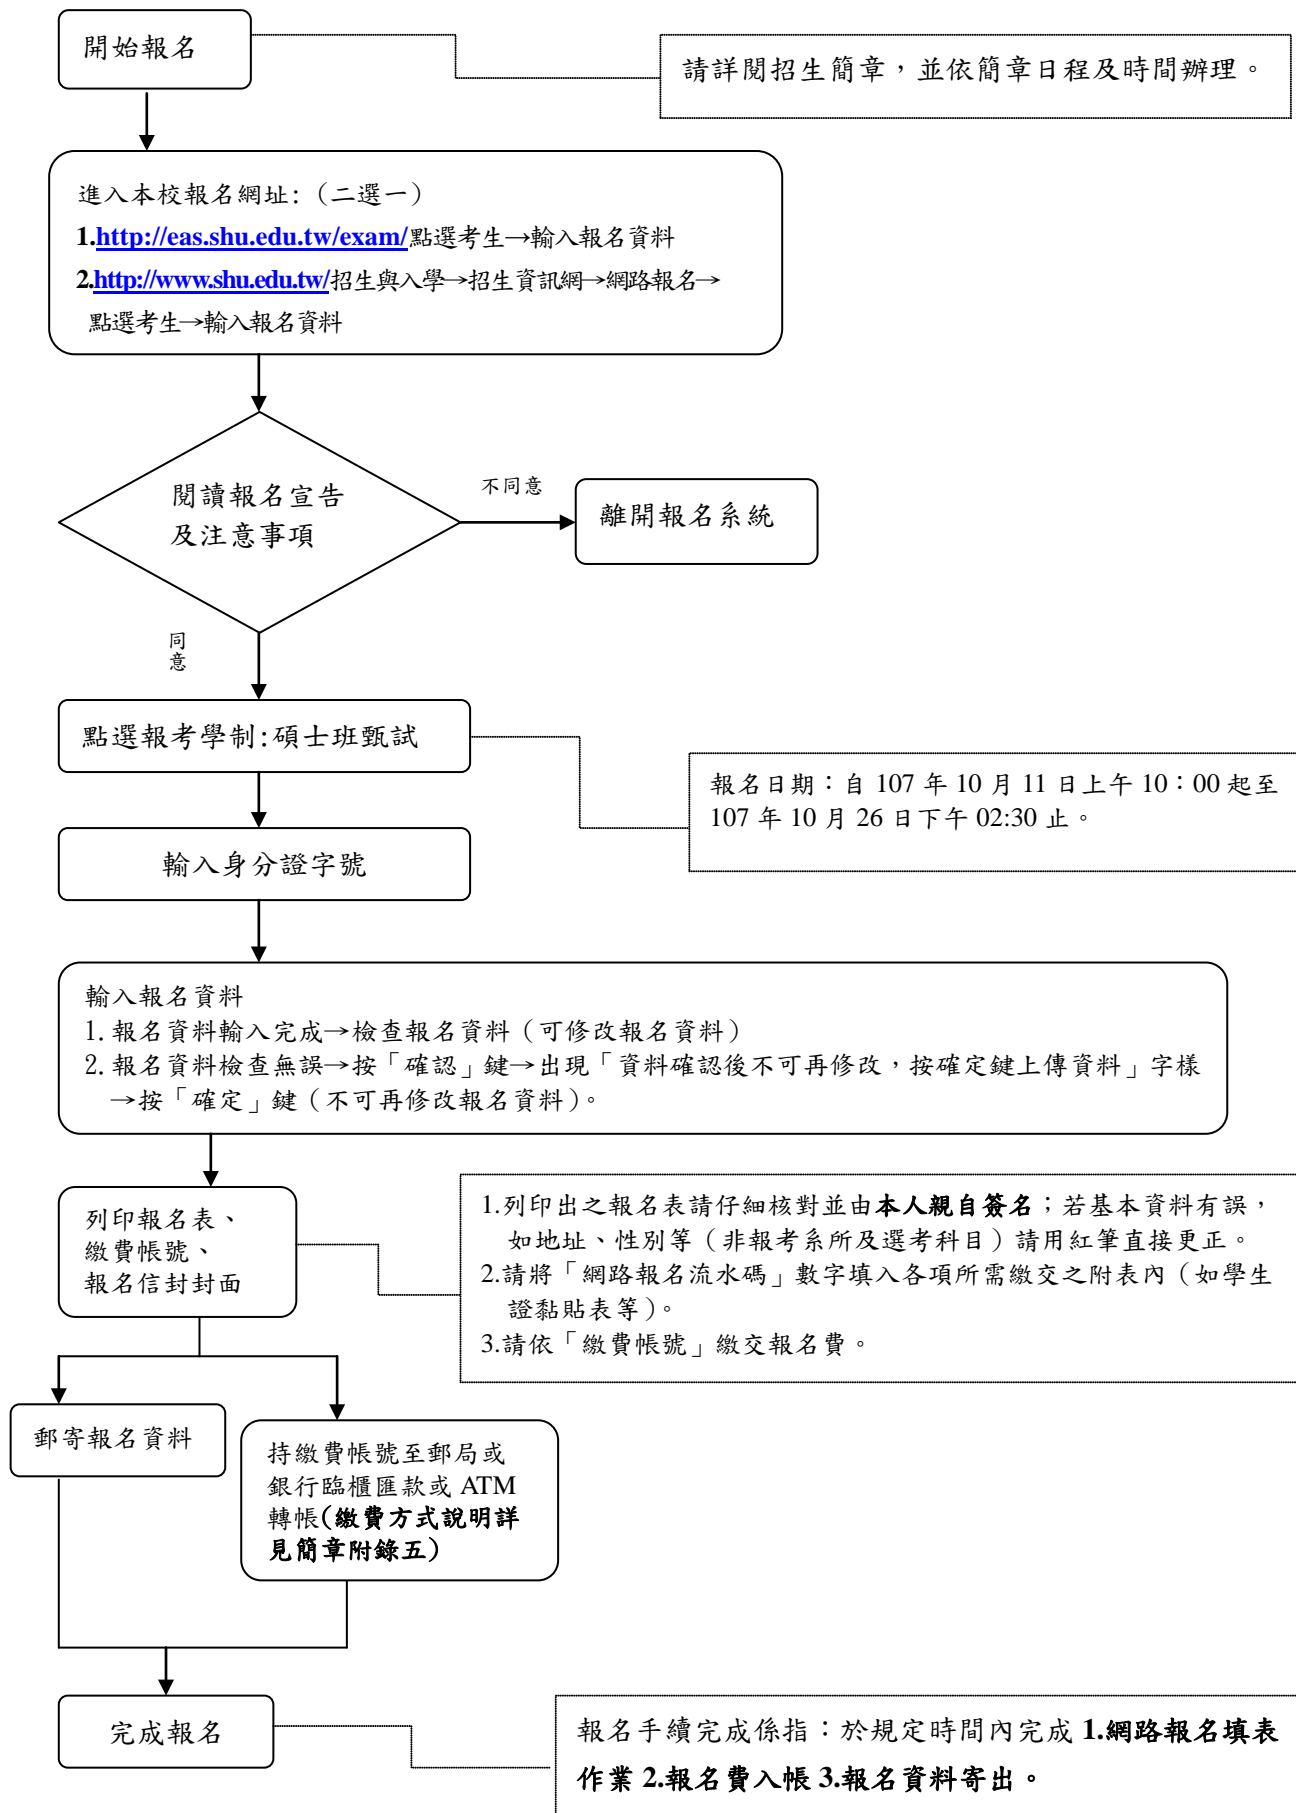 開始報名
請詳閱招生簡章，並依簡章日程及時間辦理。
進入本校報名網址:（二選一）
1.http://eas.shu.edu.tw/exam/點選考生→輸入報名資料
2.http://www.shu.edu.tw/招生與入學→招生資訊網→網路報名→
點選考生→輸入報名資料
閱讀報名宣告
及注意事項
不同意
離開報名系統
同
意
點選報考學制:碩士班甄試
報名日期：自 107 年 10 月 11 日上午 10：00 起至
107 年 10 月 26 日下午 02:30 止。
輸入身分證字號
輸入報名資料
1.報名資料輸入完成→檢查報名資料（可修改報名資料）
2.報名資料檢查無誤→按「確認」鍵→出現「資料確認後不可再修改，按確定鍵上傳資料」字樣
→按「確定」鍵（不可再修改報名資料）。
列印報名表、
繳費帳號、
報名信封封面
1.列印出之報名表請仔細核對並由本人親自簽名；若基本資料有誤，
如地址、性別等（非報考系所及選考科目）請用紅筆直接更正。
2.請將「網路報名流水碼」數字填入各項所需繳交之附表內（如學生
證黏貼表等）。
3.請依「繳費帳號」繳交報名費。
郵寄報名資料
持繳費帳號至郵局或
銀行臨櫃匯款或 ATM
轉帳(繳費方式說明詳
見簡章附錄五)
完成報名
報名手續完成係指：於規定時間內完成 1.網路報名填表
作業 2.報名費入帳 3.報名資料寄出。